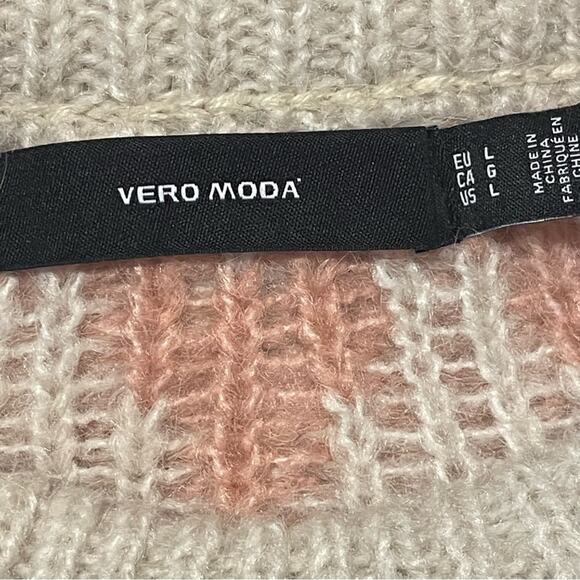 VERO MODA
EU L
CA G
US L
MADE IN
CHINA
FABRIQUÉ EN
CHINE